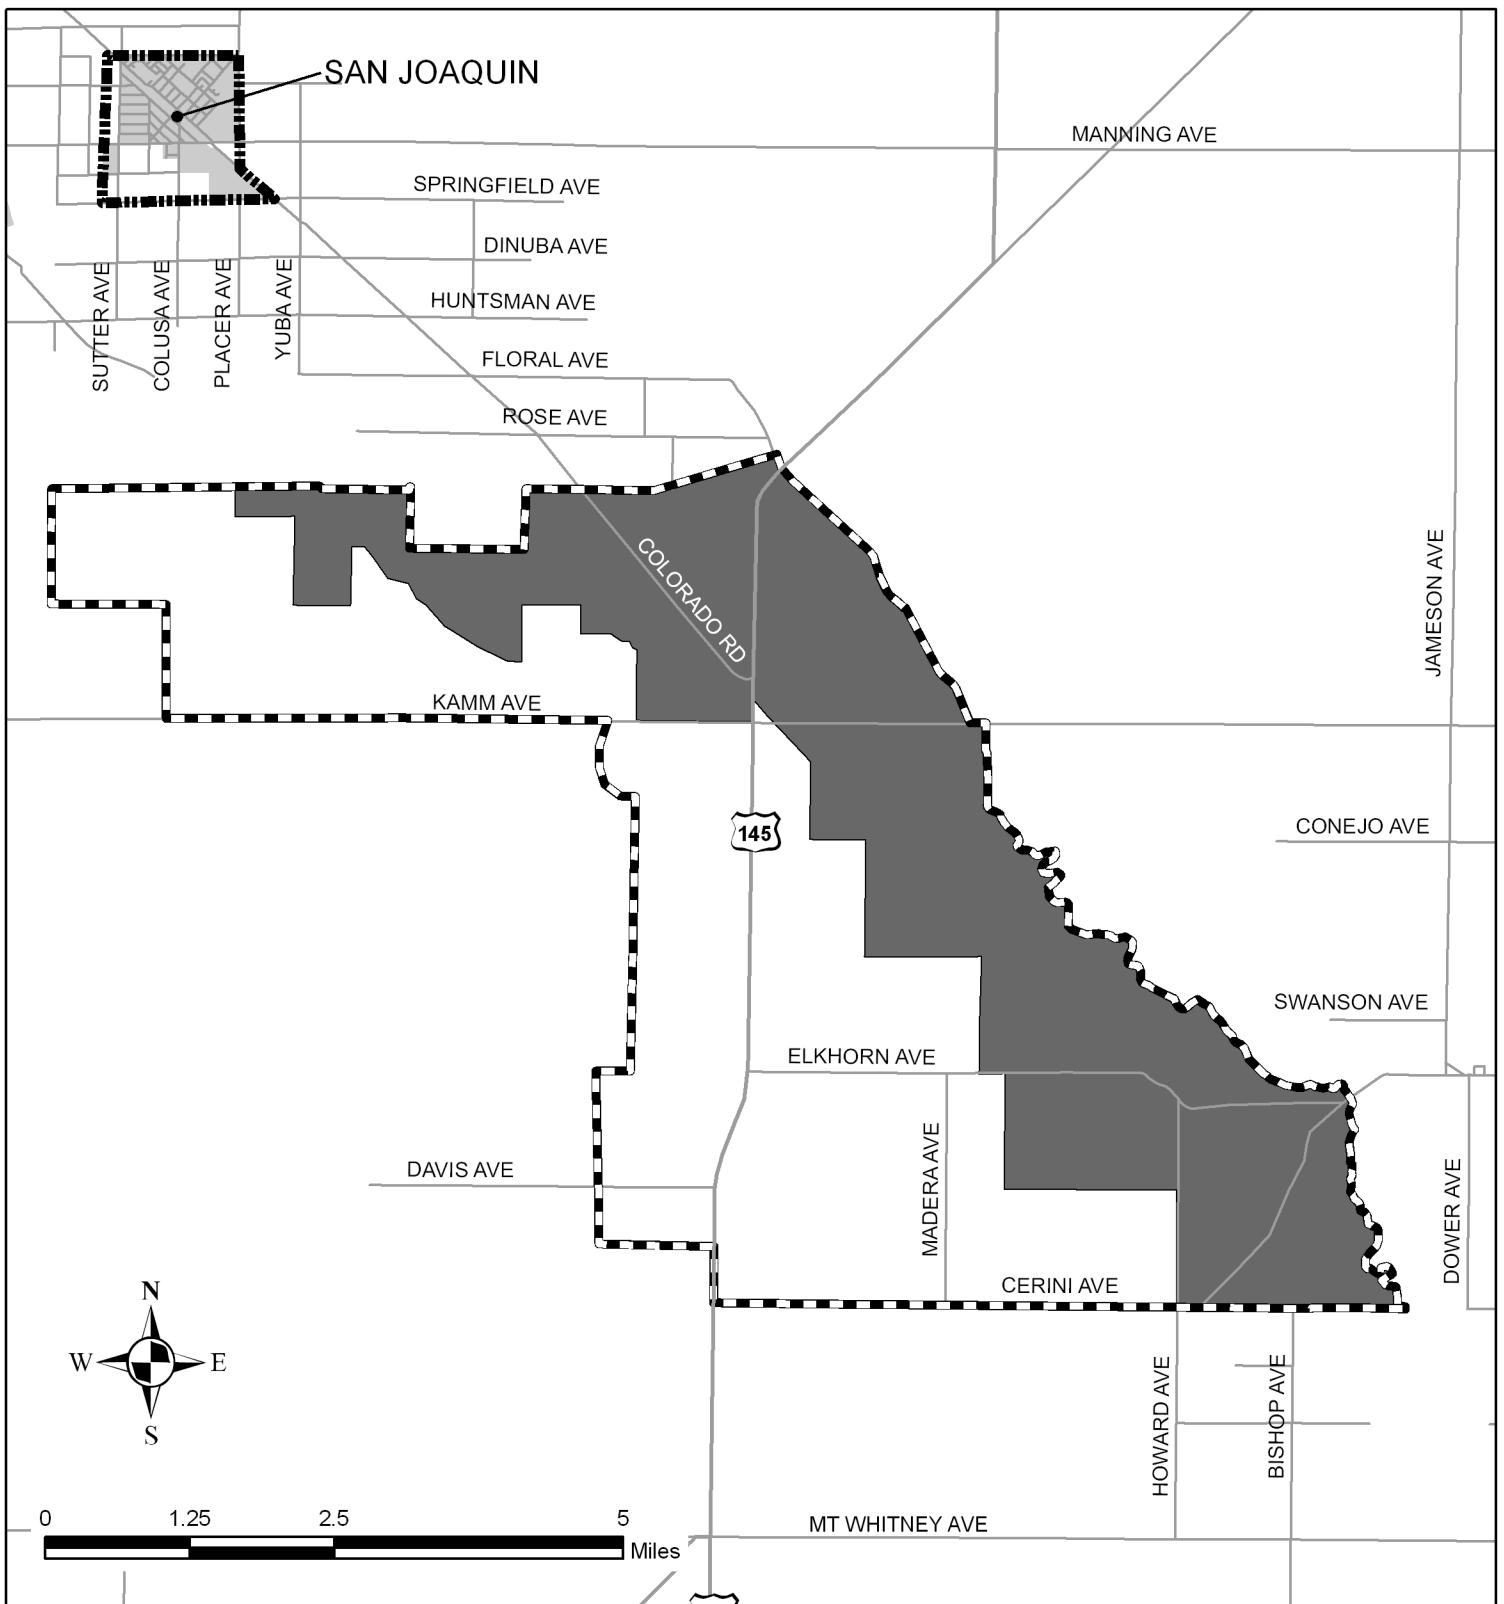 SAN JOAQUIN
MANNING AVE
SPRINGFIELD AVE
DINUBA AVE
SUTTER AVE
COLUSA AVE
PLACER AVE
YUBA AVE
HUNTSMAN AVE
FLORAL AVE
ROSE AVE
COLORADO RD
JAMESON AVE
KAMM AVE
145
CONEJO AVE
SWANSON AVE
ELKHORN AVE
MADERA AVE
DAVIS AVE
DOWER AVE
CERINI AVE
N
W E
S
HOWARD AVE
BISHOP AVE
0 1.25 2.5 5
Miles
MT WHITNEY AVE